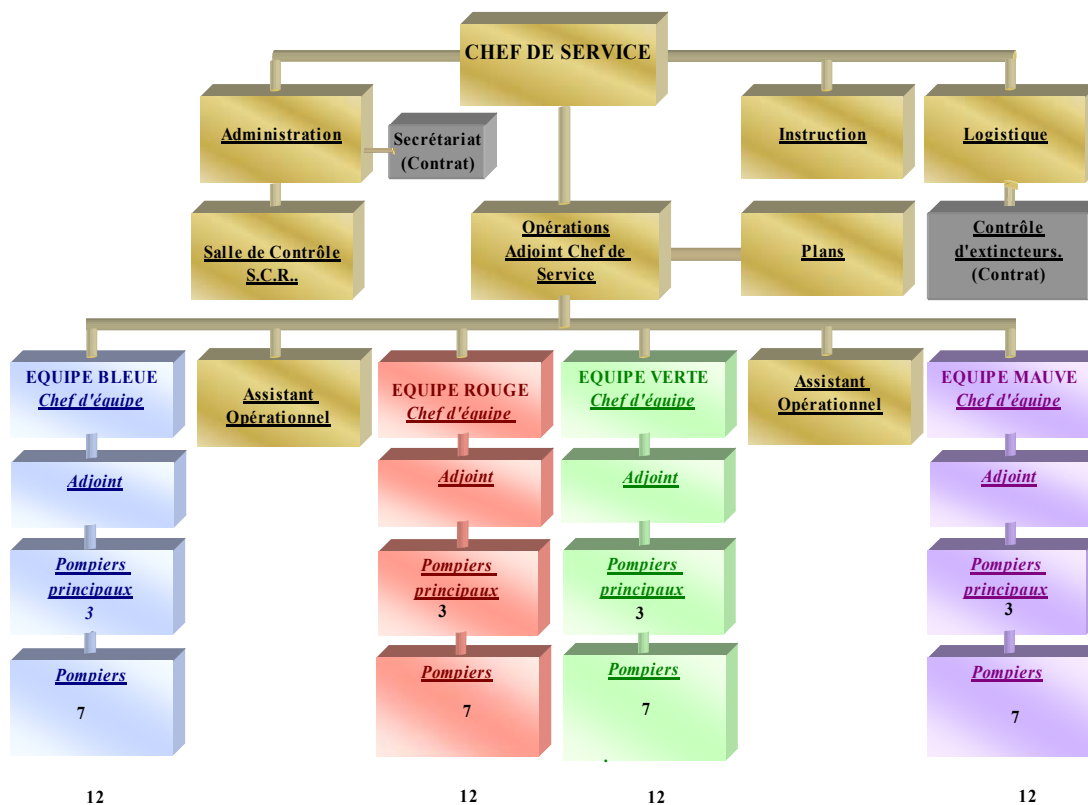 CHEF DE SERVICE
Administration
Secrétariat
(Contrat)
Instruction
Logistique
Salle de Contrôle
S.C.R..
Opérations
Adjoint Chef de
Service
Plans
Contrôle
d'extincteurs.
(Contrat)
EQUIPE BLEUE
Chef d'équipe
Assistant
Opérationnel
EQUIPE ROUGE
Chef d'équipe
EQUIPE VERTE
Chef d'équipe
Assistant
Opérationnel
EQUIPE MAUVE
Chef d'équipe
Adjoint
Adjoint
Adjoint
Adjoint
Pompiers
principaux
3
Pompiers
principaux
3
Pompiers
principaux
3
Pompiers
principaux
3
Pompiers
7
Pompiers
7
Pompiers
7
.
Pompiers
7
12
12
12
12